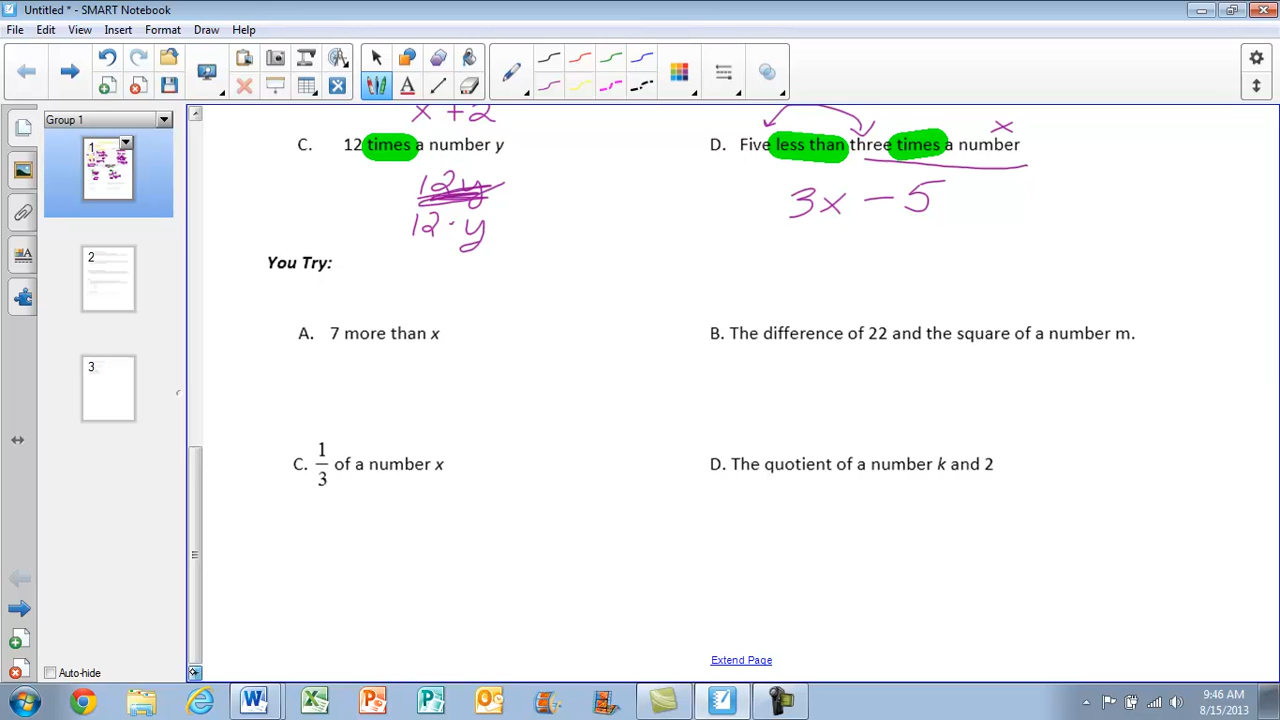 Untitled * - SMART Notebook
File Edit View Insert Format Draw Help
Group 1
1
2
3
Auto-hide
x + 2
C. 12 times a number y
12y
12 · y
x
D. Five less than three times a number
3x - 5
You Try:
A. 7 more than x
B. The difference of 22 and the square of a number m.
C. 1/3 of a number x
D. The quotient of a number k and 2
Extend Page
9:46 AM
8/15/2013